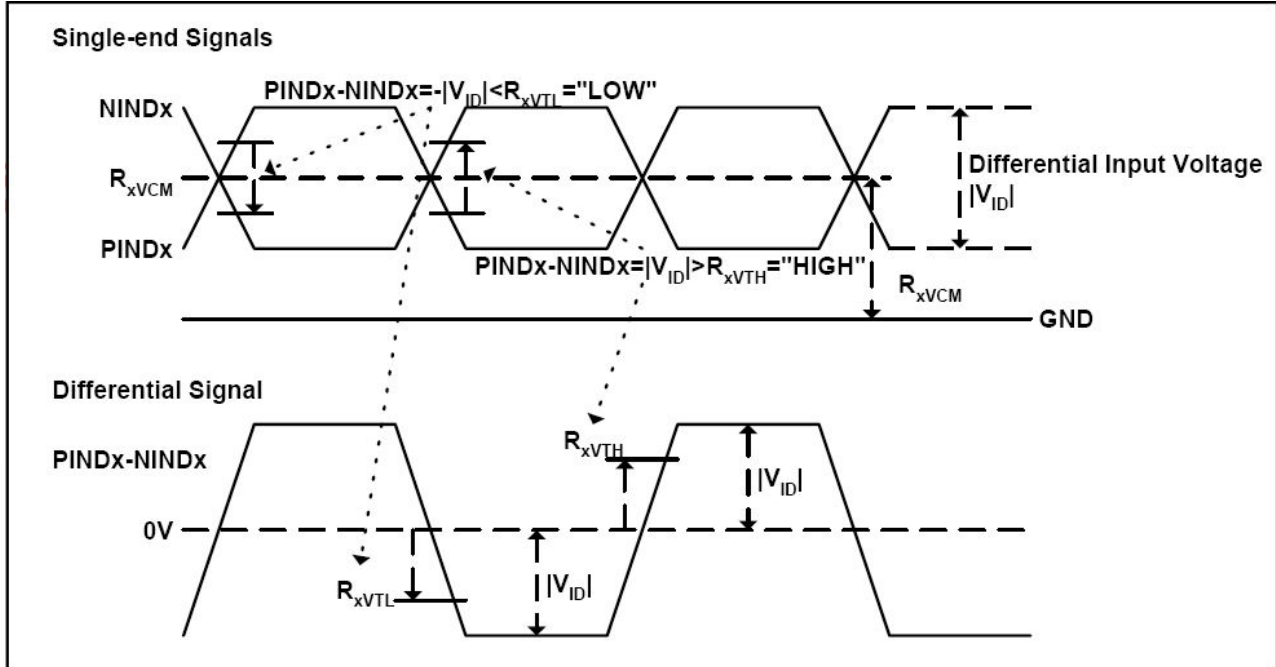 Single-end Signals
PINDx-NINDx=-|VID|<RxVTL="LOW"
NINDx
RxVCM
Differential Input Voltage
|VID|
PINDx
PINDx-NINDx=|VID|>RxVTH="HIGH"
RxVCM
GND
Differential Signal
RxVTH
PINDx-NINDx
|VID|
0V
RxVTL
|VID|